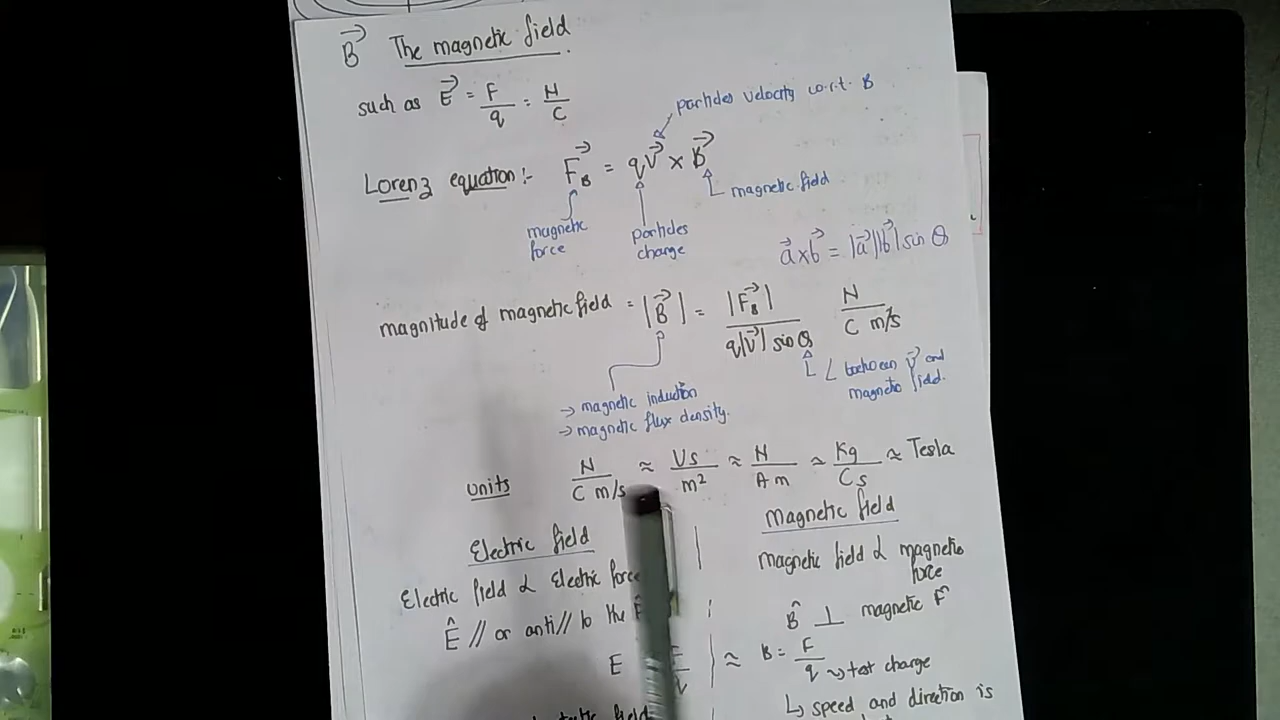 B⃗ The magnetic field
such as E⃗ = F/q = N/C
particles velocity w.r.t. B
Lorenz equation :- F⃗_B = qV⃗ × B⃗
magnetic field
magnetic force
particles charge
a⃗×b⃗ = |a⃗||b⃗| sin θ
magnitude of magnetic field = |B⃗| = |F⃗_B| / q|V⃗| sin θ N / C m/s
∠ between V⃗ and magnetic field.
→ magnetic induction
→ magnetic flux density.
units N / C m/s ≈ Vs/m² ≈ N/Am ≈ Kg/Cs ≈ Tesla
Electric field
Electric field α Electric force
Ê // or anti// to the
E
Magnetic field
magnetic field α magnetic force
B̂ ⊥ magnetic F̂
≈ B = F/q → test charge
↳ speed and direction is